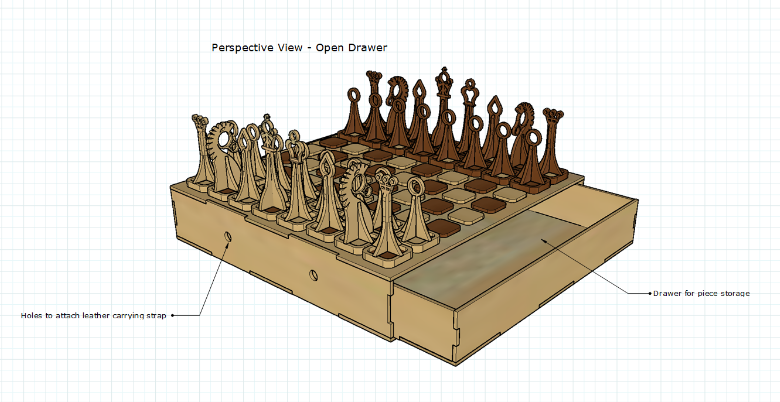 Perspective View - Open Drawer
Drawer for piece storage
Holes to attach leather carrying strap